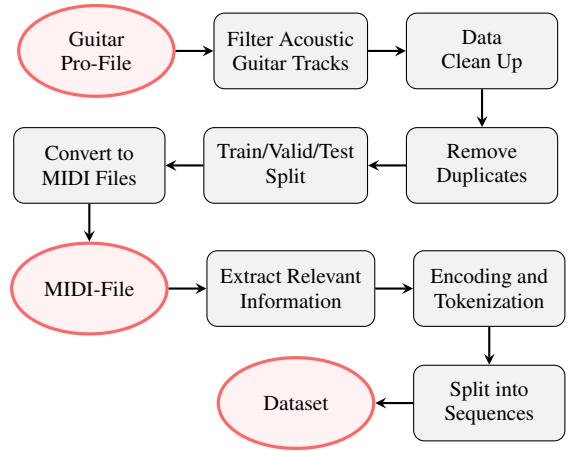 Guitar
Pro-File
Filter Acoustic
Guitar Tracks
Data
Clean Up
Remove
Duplicates
Train/Valid/Test
Split
Convert to
MIDI Files
MIDI-File
Extract Relevant
Information
Encoding and
Tokenization
Split into
Sequences
Dataset